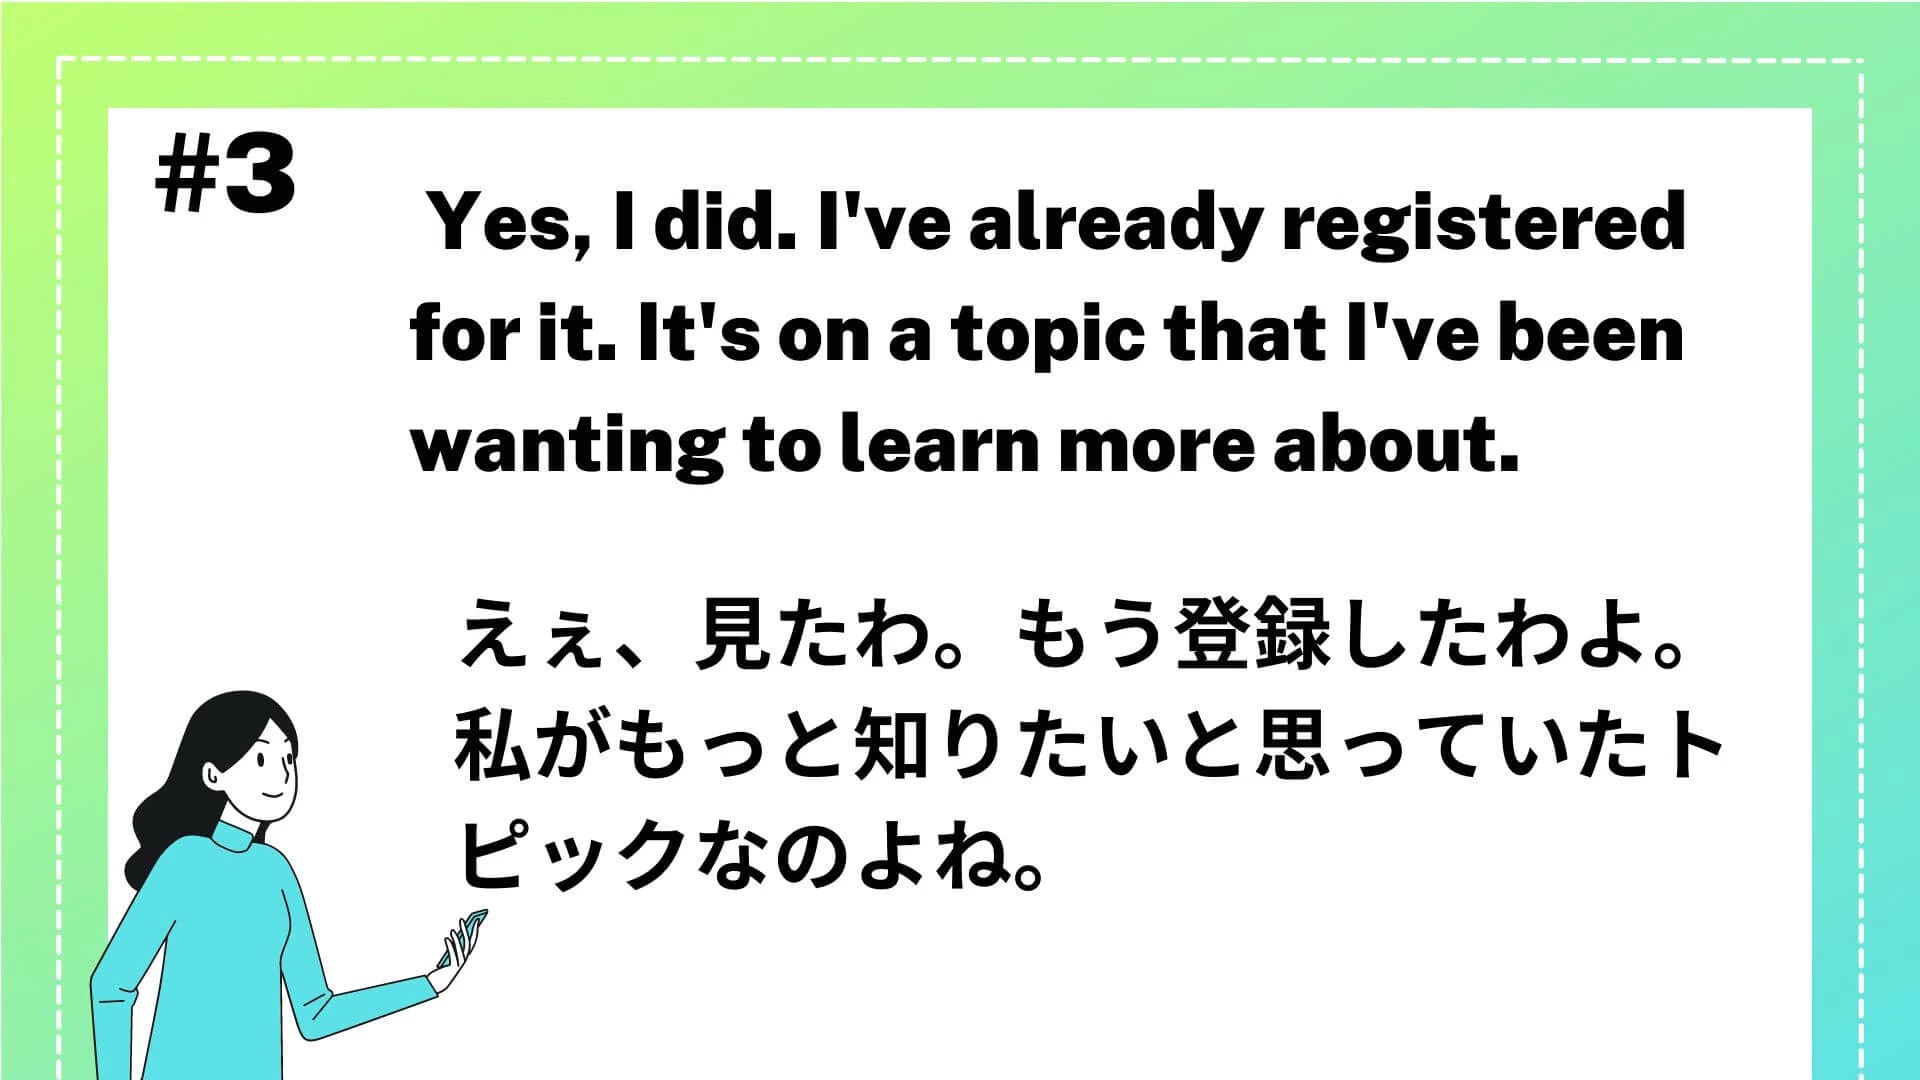 #3
Yes, I did. I've already registered
for it. It's on a topic that I've been
wanting to learn more about.
えぇ、見たわ。もう登録したわよ。
私がもっと知りたいと思っていたト
ピックなのよね。